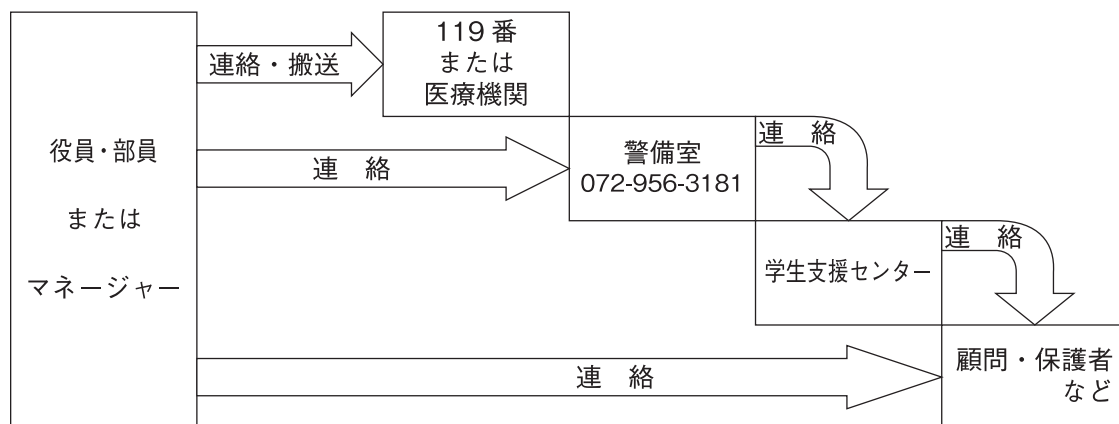 役員・部員
または
マネージャー
連絡・搬送
119番
または
医療機関
連　絡
警備室
072-956-3181
連　絡
学生支援センター
連　絡
連　絡
顧問・保護者
など